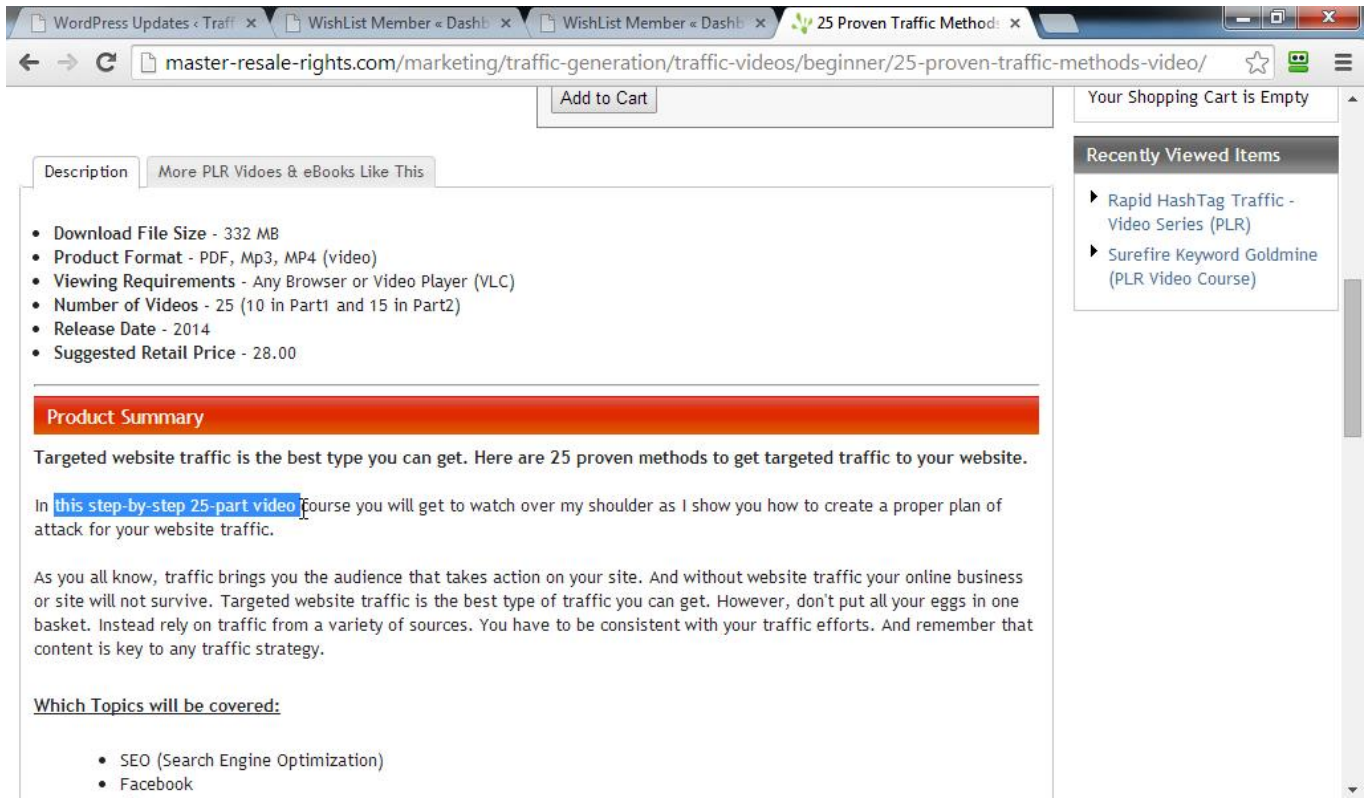 WordPress Updates ‹ Traff
WishList Member « Dashb
WishList Member « Dashb
25 Proven Traffic Method
master-resale-rights.com/marketing/traffic-generation/traffic-videos/beginner/25-proven-traffic-methods-video/
Add to Cart
Your Shopping Cart is Empty
Recently Viewed Items
Rapid HashTag Traffic -
Video Series (PLR)
Surefire Keyword Goldmine
(PLR Video Course)
Description
More PLR Vidoes & eBooks Like This
• Download File Size - 332 MB
• Product Format - PDF, Mp3, MP4 (video)
• Viewing Requirements - Any Browser or Video Player (VLC)
• Number of Videos - 25 (10 in Part1 and 15 in Part2)
• Release Date - 2014
• Suggested Retail Price - 28.00
Product Summary
Targeted website traffic is the best type you can get. Here are 25 proven methods to get targeted traffic to your website.
In this step-by-step 25-part video course you will get to watch over my shoulder as I show you how to create a proper plan of
attack for your website traffic.
As you all know, traffic brings you the audience that takes action on your site. And without website traffic your online business
or site will not survive. Targeted website traffic is the best type of traffic you can get. However, don't put all your eggs in one
basket. Instead rely on traffic from a variety of sources. You have to be consistent with your traffic efforts. And remember that
content is key to any traffic strategy.
Which Topics will be covered:
• SEO (Search Engine Optimization)
• Facebook